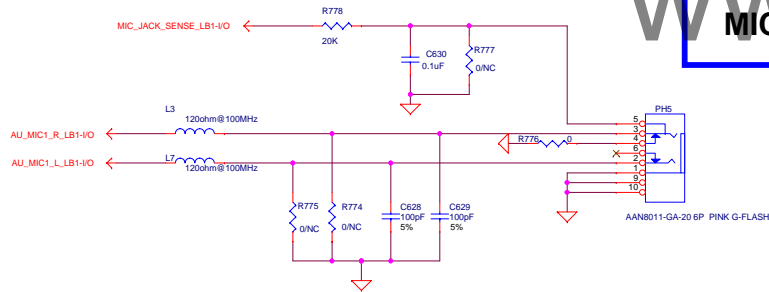 WW
MIC
R778
MIC_JACK_SENSE_LB1-I/O
20K
C630
0.1uF
R777
0/NC
L3
120ohm@100MHz
AU_MIC1_R_LB1-I/O
L7
120ohm@100MHz
AU_MIC1_L_LB1-I/O
R776
0
PH5
5
3
4
6
2
1
9
10
AAN8011-GA-20 6P PINK G-FLASH
R775
0/NC
R774
0/NC
C628
100pF
5%
C629
100pF
5%